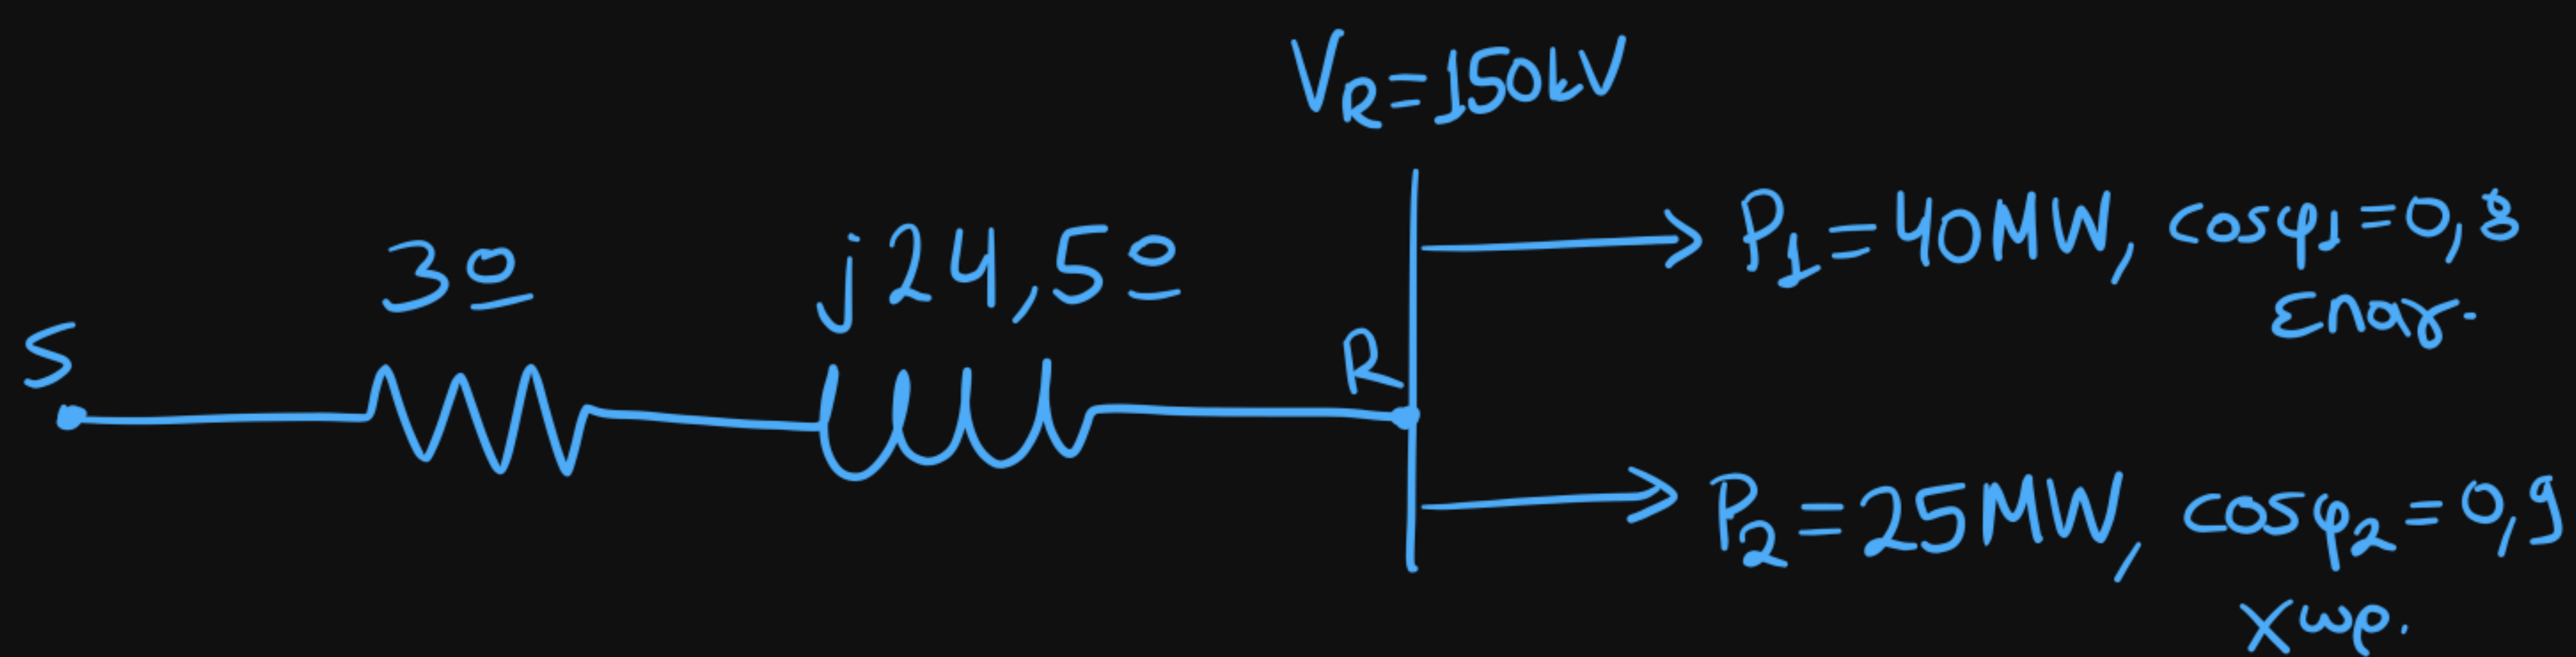 V_R=150kV
P_1=40MW, cosφ_1=0,8
επαγ.
3Ω
j24,5Ω
S
R
P_2=25MW, cosφ_2=0,9
χωρ.